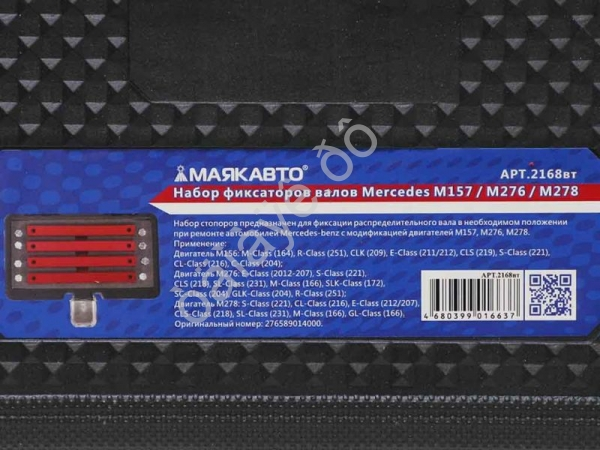 МАЯКАВТО®
АРТ.2168вт
Набор фиксаторов валов Mercedes M157 / M276 / M278
Набор стопоров предназначен для фиксации распределительного вала в необходимом положении
при ремонте автомобилей Mercedes-benz с модификацией двигателей M157, M276, M278.
Применение:
Двигатель M156: M-Class (164), R-Class (251), CLK (209), E-Class (211/212), CLS (219), S-Class (221),
CL-Class (216), C-Class (204);
Двигатель M276: E-Class (2012-207), S-Class (221),
CLS (218), SL-Class (231), M-Class (166), SLK-Class (172),
(204), GLK-Class (204), R-Class (251);
Двигатель M278: S-Class (221), CL-Class (216), E-Class (212/207),
CLS-Class (218), SL-Class (231), M-Class (166), GL-Class (166),
Оригинальный номер: 276589014000.
АРТ.2168вт
4 680399 016637